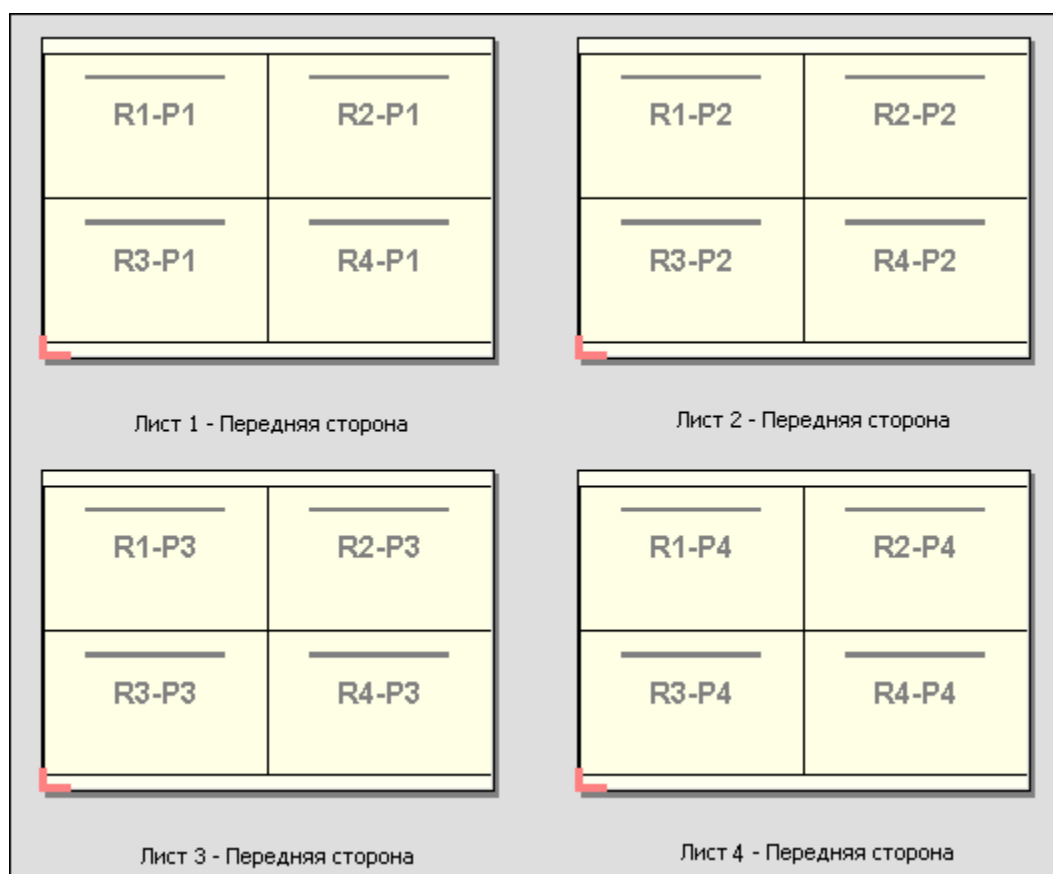 R1-P1 R2-P1
R3-P1 R4-P1
Лист 1 - Передняя сторона
R1-P2 R2-P2
R3-P2 R4-P2
Лист 2 - Передняя сторона
R1-P3 R2-P3
R3-P3 R4-P3
Лист 3 - Передняя сторона
R1-P4 R2-P4
R3-P4 R4-P4
Лист 4 - Передняя сторона